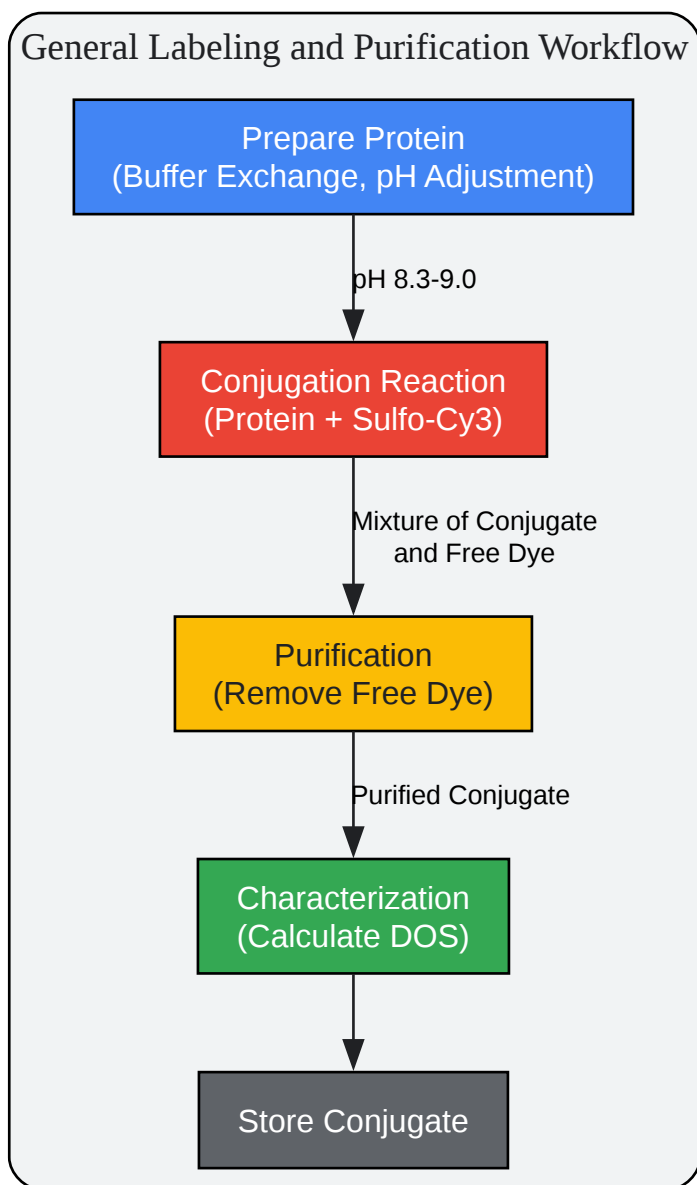 General Labeling and Purification Workflow
Prepare Protein
(Buffer Exchange, pH Adjustment)
pH 8.3-9.0
Conjugation Reaction
(Protein + Sulfo-Cy3)
Mixture of Conjugate
and Free Dye
Purification
(Remove Free Dye)
Purified Conjugate
Characterization
(Calculate DOS)
Store Conjugate